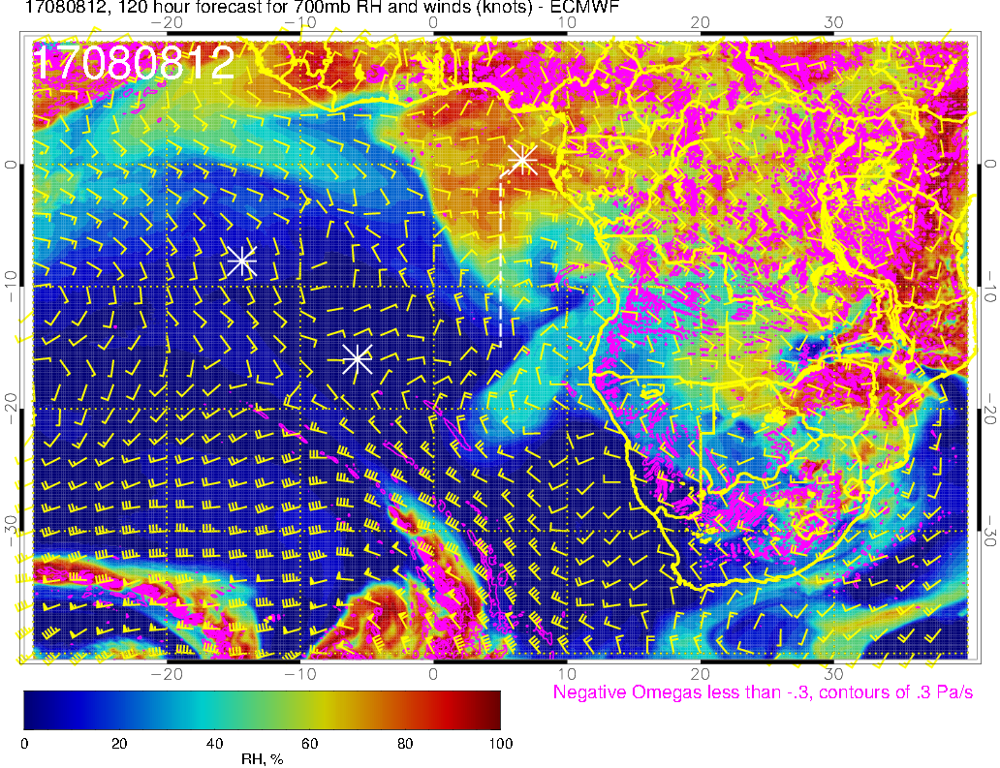 17080812, 120 hour forecast for 700mb RH and winds (knots) - ECMWF
−20 −10 0 10 20 30
17080812
0 0
−10 −10
−20 −20
−30 −30
−20 −10 0 10 20 30
Negative Omegas less than -.3, contours of .3 Pa/s
0 20 40 60 80 100
RH, %